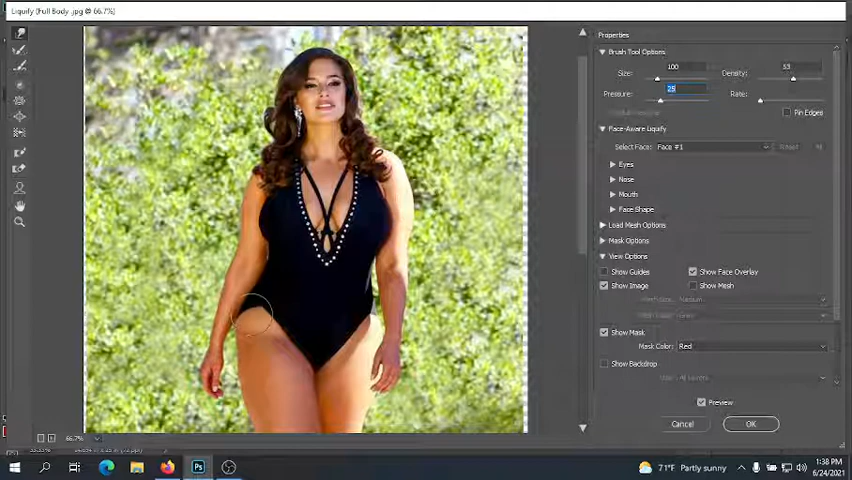 Liquify (Full Body .jpg @ 66.7%)
Properties
Brush Tool Options
Size: 100 Density: 53
Pressure: 25 Rate:
Pin Edges
Face-Aware Liquify
Select Face: Face #1
Eyes
Nose
Mouth
Face Shape
Load Mesh Options
Mask Options
View Options
Show Guides Show Face Overlay
Show Image Show Mesh
Show Mask
Mask Color: Red
Show Backdrop
Preview
Cancel OK
66.7%
71°F Partly sunny
1:38 PM
6/24/2021